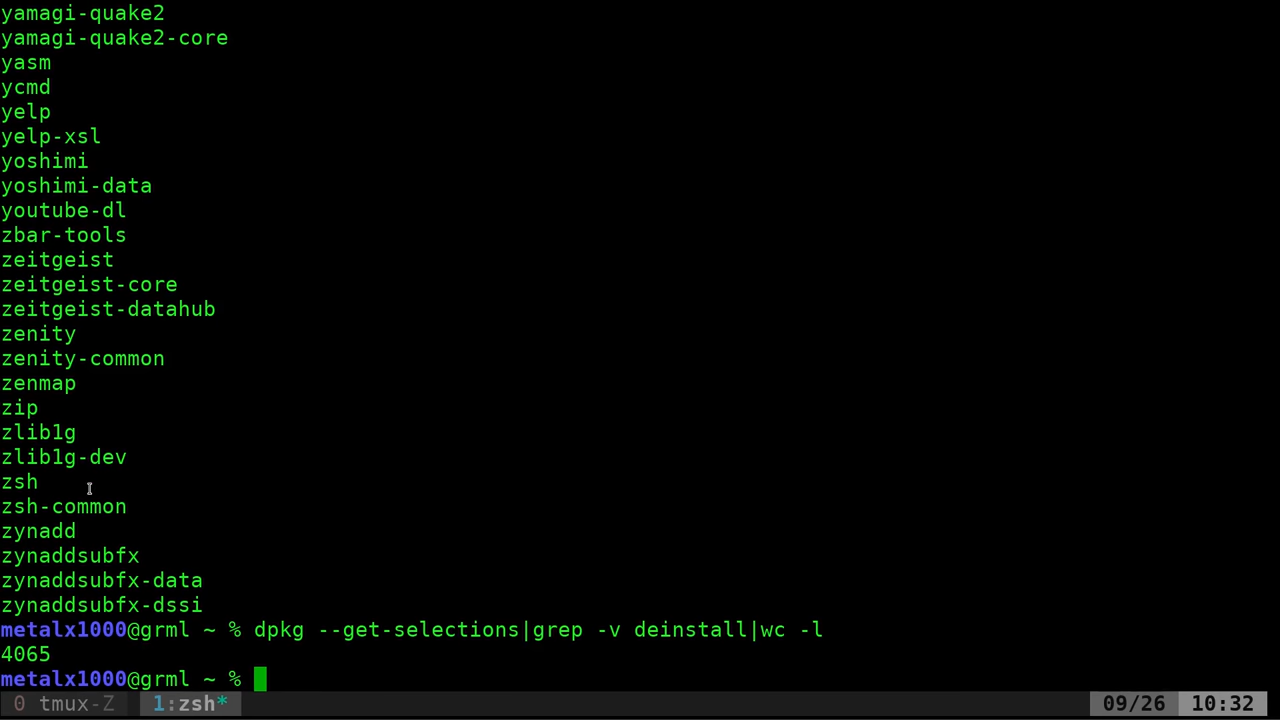 yamagi-quake2
yamagi-quake2-core
yasm
ycmd
yelp
yelp-xsl
yoshimi
yoshimi-data
youtube-dl
zbar-tools
zeitgeist
zeitgeist-core
zeitgeist-datahub
zenity
zenity-common
zenmap
zip
zlib1g
zlib1g-dev
zsh
zsh-common
zynadd
zynaddsubfx
zynaddsubfx-data
zynaddsubfx-dssi
metalx1000@grml ~ % dpkg --get-selections|grep -v deinstall|wc -l
4065
metalx1000@grml ~ %
0 tmux-Z 1:zsh* 09/26 10:32